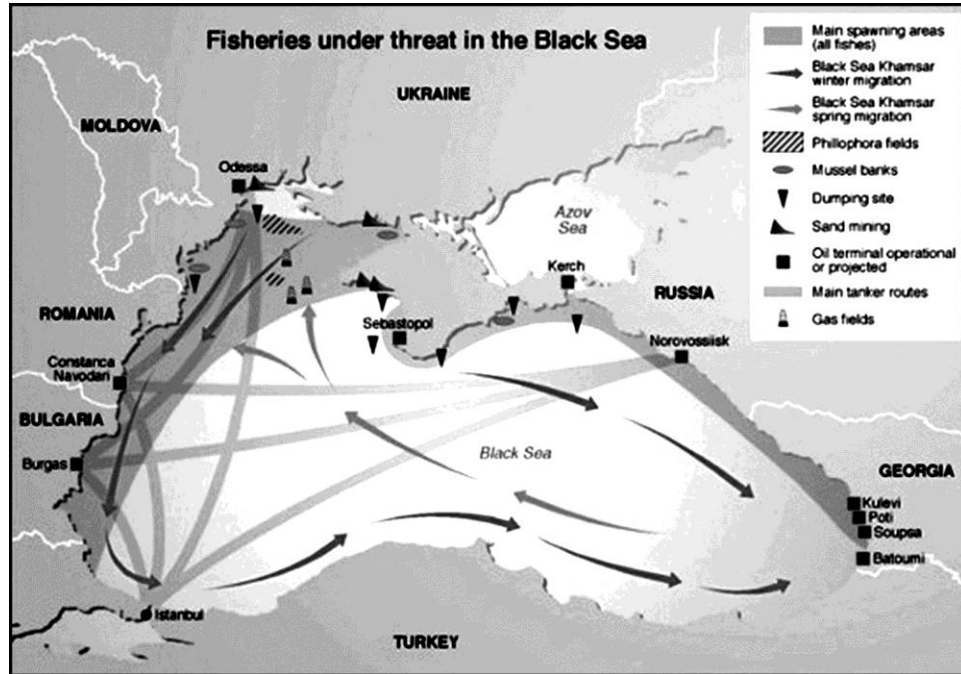 Fisheries under threat in the Black Sea
Main spawning areas
(all fishes)
Black Sea Khamsar
winter migration
Black Sea Khamsar
spring migration
Phillophora fields
Mussel banks
Dumping site
Sand mining
Oil terminal operational
or projected
Main tanker routes
Gas fields
UKRAINE
MOLDOVA
Odessa
Azov
Sea
Kerch
RUSSIA
ROMANIA
Sebastopol
Norovossiisk
Constanca
Navodari
BULGARIA
Burgas
Black Sea
GEORGIA
Kulevi
Poti
Soupsa
Batoumi
Istanbul
TURKEY